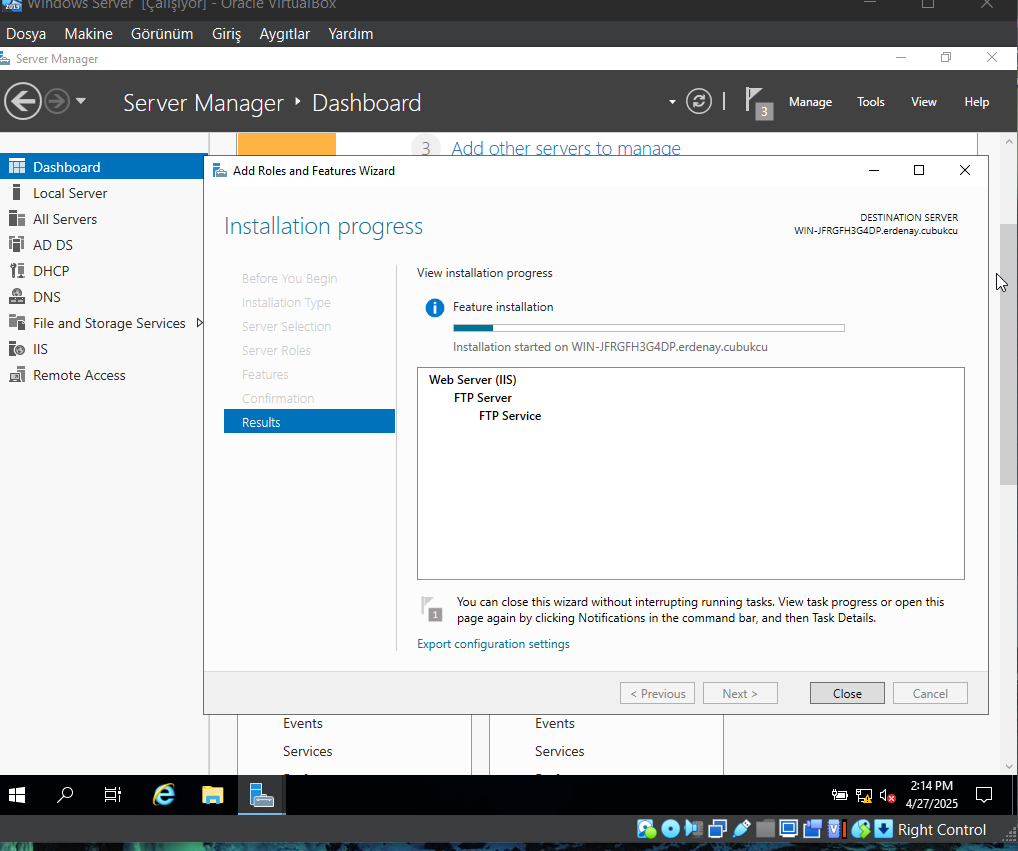 Windows Server [Çalışıyor] - Oracle VirtualBox
Dosya Makine Görünüm Giriş Aygıtlar Yardım
Server Manager
Server Manager Dashboard
3
Manage Tools View Help
3 Add other servers to manage
Dashboard
Local Server
All Servers
AD DS
DHCP
DNS
File and Storage Services
IIS
Remote Access
Add Roles and Features Wizard
Installation progress
DESTINATION SERVER
WIN-JFRGFH3G4DP.erdenay.cubukcu
Before You Begin
Installation Type
Server Selection
Server Roles
Features
Confirmation
Results
View installation progress
Feature installation
Installation started on WIN-JFRGFH3G4DP.erdenay.cubukcu
Web Server (IIS)
FTP Server
FTP Service
1
You can close this wizard without interrupting running tasks. View task progress or open this
page again by clicking Notifications in the command bar, and then Task Details.
Export configuration settings
< Previous Next > Close Cancel
Events Events
Services Services
2:14 PM
4/27/2025
Right Control